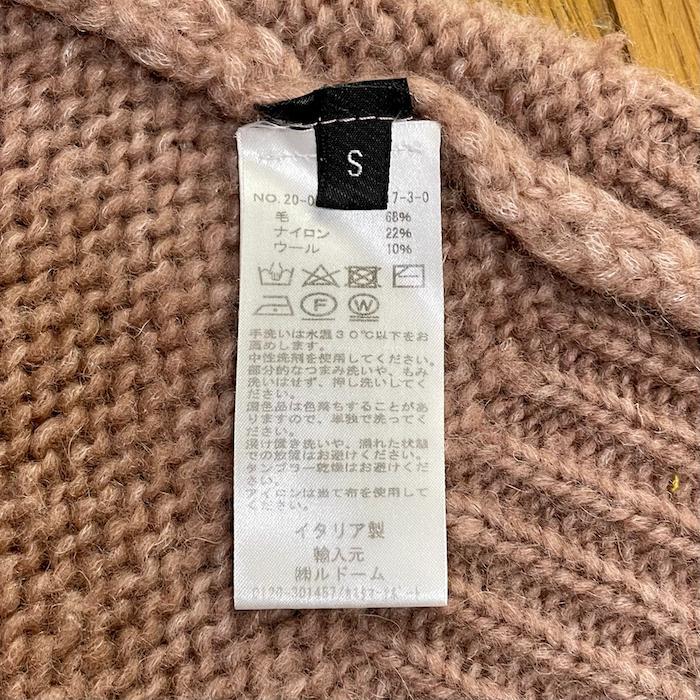 S
NO.20-0 7-3-0
毛 68%
ナイロン 22%
ウール 10%
F W
手洗いは水温30℃以下をお
薦めします。
中性洗剤を使用してください。
部分的なつまみ洗いや、もみ
洗いはせず、押し洗いしてく
ださい。
濃色品は色落ちすることがあ
りますので、単独で洗ってく
ださい。
浸け置き洗いや、濡れた状態
での放置はお避けください。
タンブラー乾燥はお避けくだ
さい。
アイロンは当て布を使用して
ください。
イタリア製
輸入元
㈱ルドーム